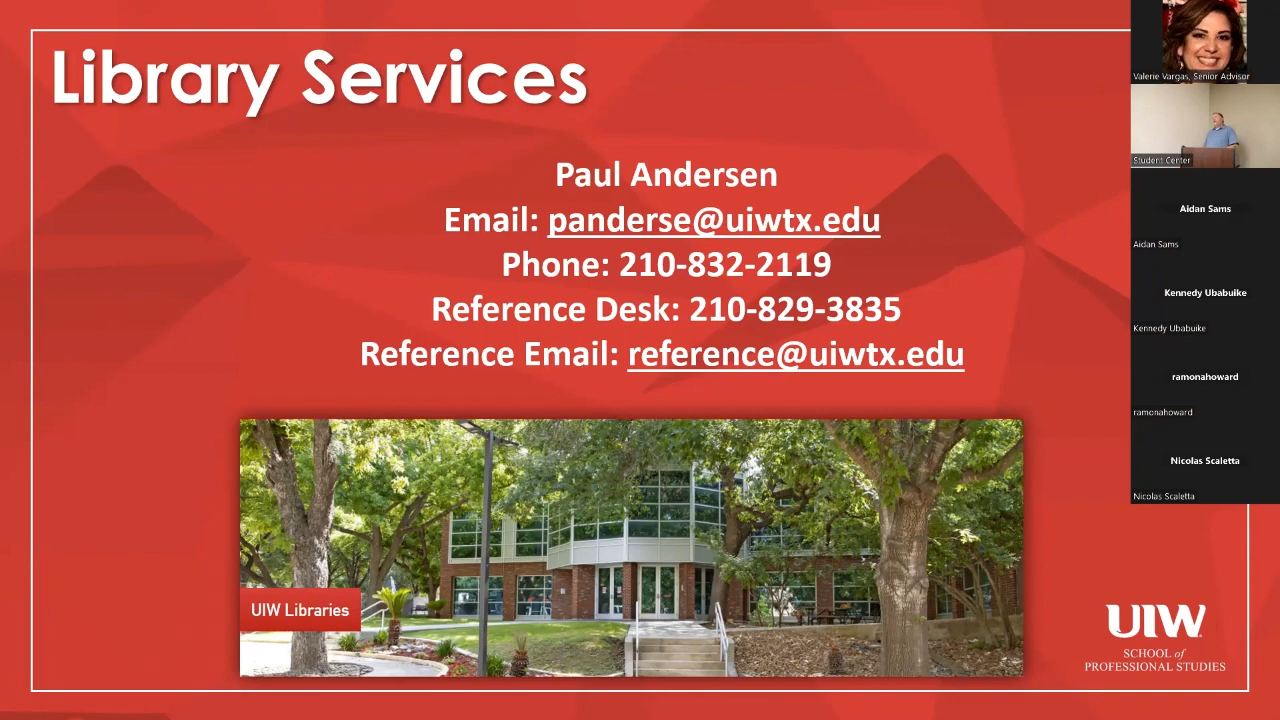 Library Services
Paul Andersen
Email: panderse@uiwtx.edu
Phone: 210-832-2119
Reference Desk: 210-829-3835
Reference Email: reference@uiwtx.edu
UIW Libraries
UIW
SCHOOL of
PROFESSIONAL STUDIES
Valerie Vargas, Senior Advisor
Student Center
Aidan Sams
Aidan Sams
Kennedy Ubabuike
Kennedy Ubabuike
ramonahoward
ramonahoward
Nicolas Scaletta
Nicolas Scaletta